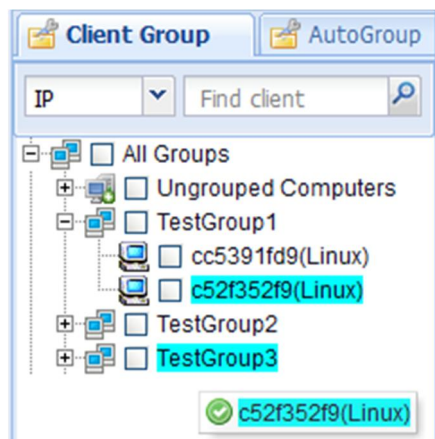 Client Group AutoGroup
IP Find client
All Groups
Ungrouped Computers
TestGroup1
cc5391fd9(Linux)
c52f352f9(Linux)
TestGroup2
TestGroup3
c52f352f9(Linux)